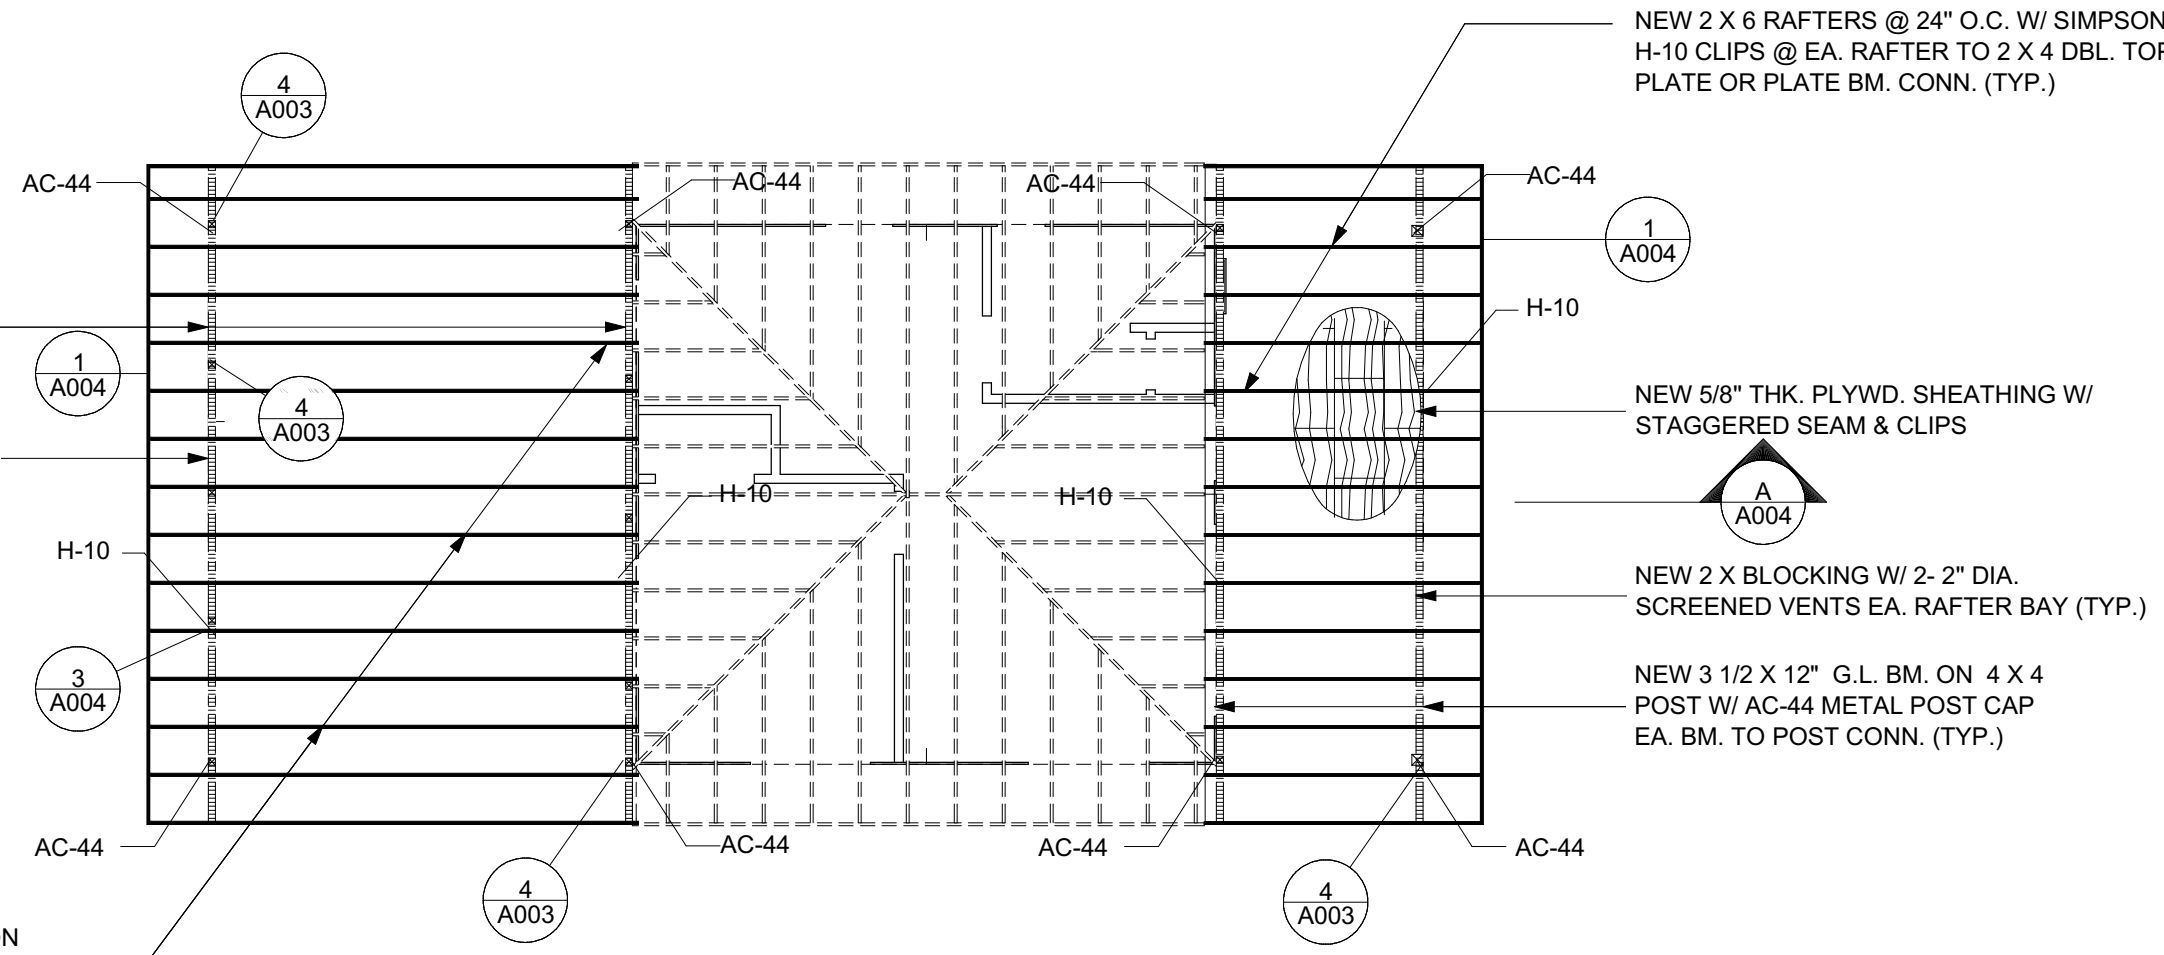 NEW 2 X 6 RAFTERS @ 24" O.C. W/ SIMPSON
H-10 CLIPS @ EA. RAFTER TO 2 X 4 DBL. TOP
PLATE OR PLATE BM. CONN. (TYP.)
4
A003
AC-44
AC-44
AC-44
AC-44
1
A004
H-10
1
A004
4
A003
NEW 5/8" THK. PLYWD. SHEATHING W/
STAGGERED SEAM & CLIPS
H-10
H-10
A
A004
H-10
NEW 2 X BLOCKING W/ 2- 2" DIA.
SCREENED VENTS EA. RAFTER BAY (TYP.)
3
A004
NEW 3 1/2 X 12" G.L. BM. ON 4 X 4
POST W/ AC-44 METAL POST CAP
EA. BM. TO POST CONN. (TYP.)
AC-44
AC-44
AC-44
AC-44
4
A003
4
A003